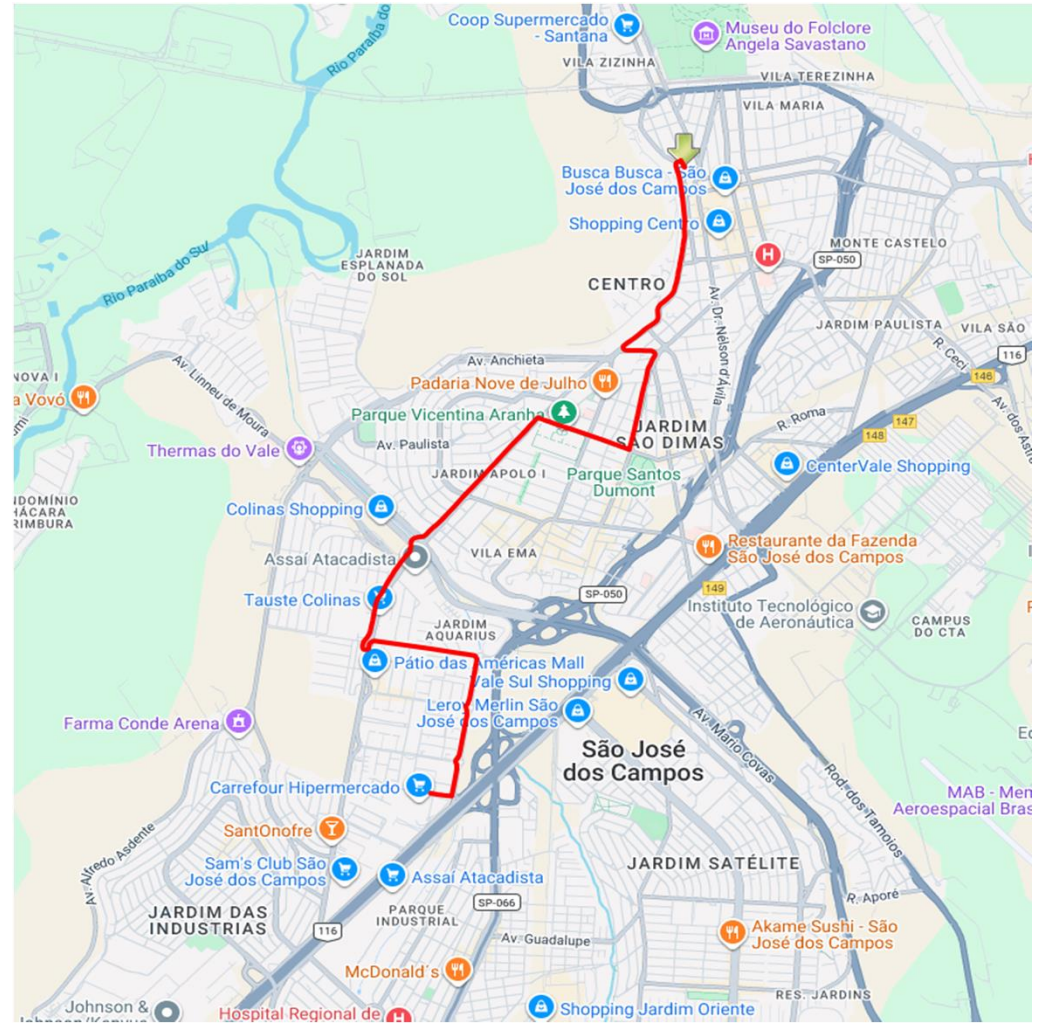 Coop Supermercado
- Santana
Museu do Folclore
Angela Savastano
Rio Paraíba do
VILA ZIZINHA
VILA TEREZINHA
VILA MARIA
Busca Busca - São
José dos Campos
Shopping Centro
MONTE CASTELO
SP-050
JARDIM
ESPLANADA
DO SOL
Rio Paraíba do Sul
CENTRO
Av. Dr. Nélson d'Ávila
JARDIM PAULISTA
VILA SÃO
R. Ceci
116
146
Av. Anchieta
Av. Linneu de Moura
NOVA I
a Vovó
Padaria Nove de Julho
Av. dos Astro
Parque Vicentina Aranha
R. Roma
147
148
JARDIM
SÃO DIMAS
Av. Paulista
Thermas do Vale
JARDIM APOLO I
Parque Santos
Dumont
CenterVale Shopping
NDOMÍNIO
HÁCARA
RIMBURA
Colinas Shopping
Restaurante da Fazenda
São José dos Campos
Assaí Atacadista
VILA EMA
149
SP-050
Tauste Colinas
Instituto Tecnológico
de Aeronáutica
CAMPUS
DO CTA
JARDIM
AQUARIUS
Pátio das Américas Mall
Vale Sul Shopping
Leroy Merlin São
José dos Campos
Farma Conde Arena
Av. Mario Covas
São José
dos Campos
Rod. dos Tamoios
Carrefour Hipermercado
MAB - Mem
Aeroespacial Bras
SantOnofre
Av. Alfredo Asdente
Sam's Club São
José dos Campos
Assaí Atacadista
JARDIM SATÉLITE
R. Aporé
SP-066
PARQUE
INDUSTRIAL
JARDIM DAS
INDUSTRIAS
116
Av. Guadalupe
Akame Sushi - São
José dos Campos
McDonald's
RES. JARDINS
Johnson &
Hospital Regional de
Shopping Jardim Oriente